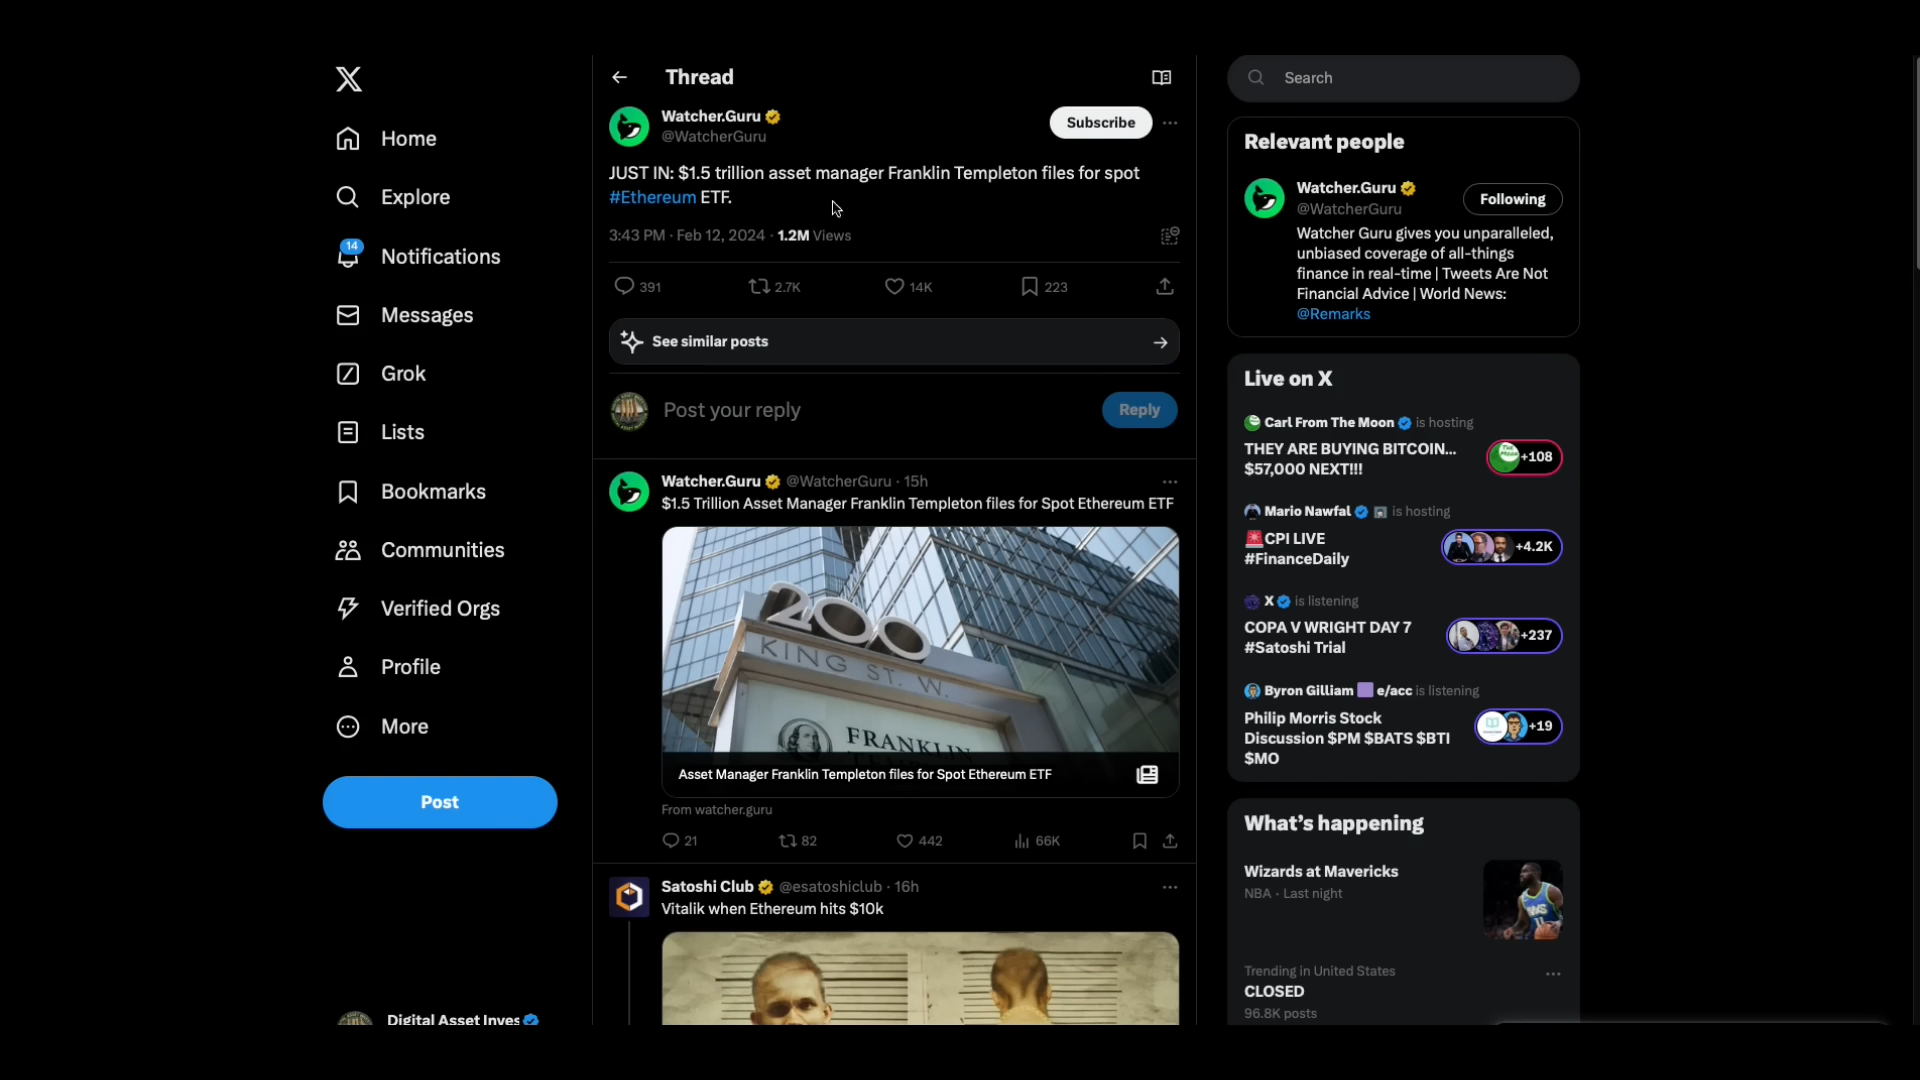 Home
Explore
14
Notifications
Messages
Grok
Lists
Bookmarks
Communities
Verified Orgs
Profile
More
Post
Digital Asset Inves
Thread
Watcher.Guru
@WatcherGuru
Subscribe
JUST IN: $1.5 trillion asset manager Franklin Templeton files for spot
#Ethereum ETF.
3:43 PM · Feb 12, 2024 · 1.2M Views
391
2.7K
14K
223
See similar posts
Post your reply
Reply
Watcher.Guru @WatcherGuru · 15h
$1.5 Trillion Asset Manager Franklin Templeton files for Spot Ethereum ETF
200
KING ST. W.
FRANKLIN
Asset Manager Franklin Templeton files for Spot Ethereum ETF
From watcher.guru
21
82
442
66K
Satoshi Club @esatoshiclub · 16h
Vitalik when Ethereum hits $10k
Search
Relevant people
Watcher.Guru
@WatcherGuru
Following
Watcher Guru gives you unparalleled,
unbiased coverage of all-things
finance in real-time | Tweets Are Not
Financial Advice | World News:
@Remarks
Live on X
Carl From The Moon is hosting
THEY ARE BUYING BITCOIN...
$57,000 NEXT!!!
+108
Mario Nawfal is hosting
🚨CPI LIVE
#FinanceDaily
+4.2K
X is listening
COPA V WRIGHT DAY 7
#Satoshi Trial
+237
Byron Gilliam 🟪 e/acc is listening
Philip Morris Stock
Discussion $PM $BATS $BTI
$MO
+19
What's happening
Wizards at Mavericks
NBA · Last night
Trending in United States
CLOSED
96.8K posts